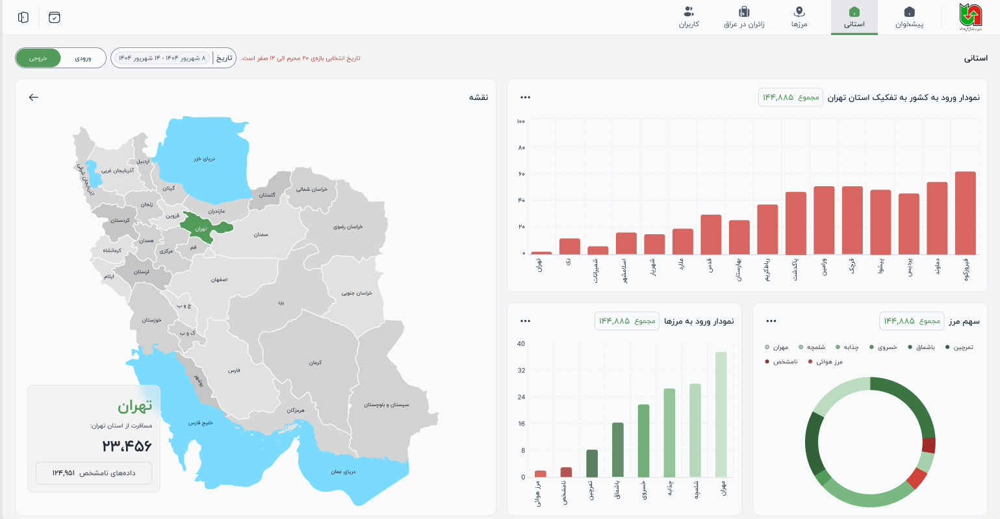 پیشخوان
استانی
مرزها
زائران در عراق
کاربران
استانی
تاریخ انتخابی بازه‌ی ۲۰ محرم الی ۱۲ صفر است.
تاریخ
۸ شهریور ۱۴۰۴ - ۱۴ شهریور ۱۴۰۴
ورودی
خروجی
نمودار ورود به کشور به تفکیک استان تهران
مجموع ۱۴۴,۸۸۵
۱۰۰
۸۰
۶۰
۴۰
۲۰
۰
تهران
ری
شمیرانات
اسلامشهر
شهریار
ملارد
قدس
بهارستان
رباط‌کریم
پاکدشت
ورامین
قرچک
پیشوا
پردیس
دماوند
فیروزکوه
سهم مرز
مجموع ۱۴۴,۸۸۵
تمرچین
باشماق
خسروی
چذابه
شلمچه
مهران
مرز هوائی
نامشخص
نمودار ورود به مرزها
مجموع ۱۴۴,۸۸۵
40
32
24
16
8
0
مرز هوائی
نامشخص
تمرچین
باشماق
خسروی
چذابه
شلمچه
مهران
نقشه
دریای خزر
اردبیل
آذربایجان غربی
آذربایجان شرقی
گیلان
گلستان
خراسان شمالی
زنجان
قزوین
مازندران
کردستان
تهران
سمنان
خراسان رضوی
همدان
کرمانشاه
مرکزی
قم
لرستان
ایلام
اصفهان
خراسان جنوبی
چ و ب
یزد
خوزستان
ک و ب
کرمان
فارس
بوشهر
سیستان و بلوچستان
هرمزگان
خلیج فارس
دریای عمان
تهران
مسافرت از استان تهران:
۲۳،۴۵۶
داده‌های نامشخص ۱۲۴,۹۵۱